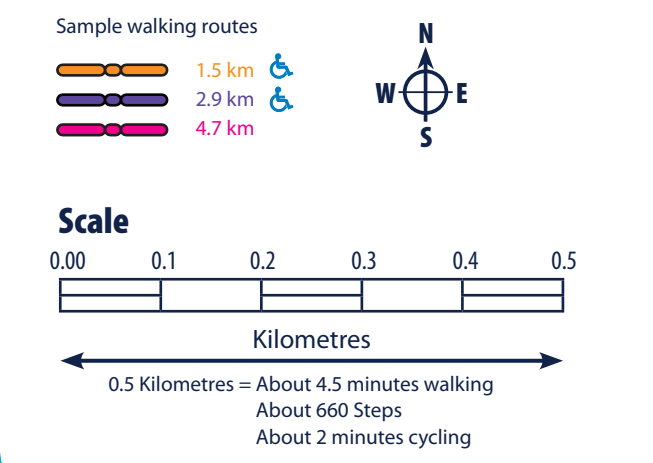 Sample walking routes
1.5 km
2.9 km
4.7 km
N
W E
S
Scale
0.00 0.1 0.2 0.3 0.4 0.5
Kilometres
0.5 Kilometres = About 4.5 minutes walking
About 660 Steps
About 2 minutes cycling